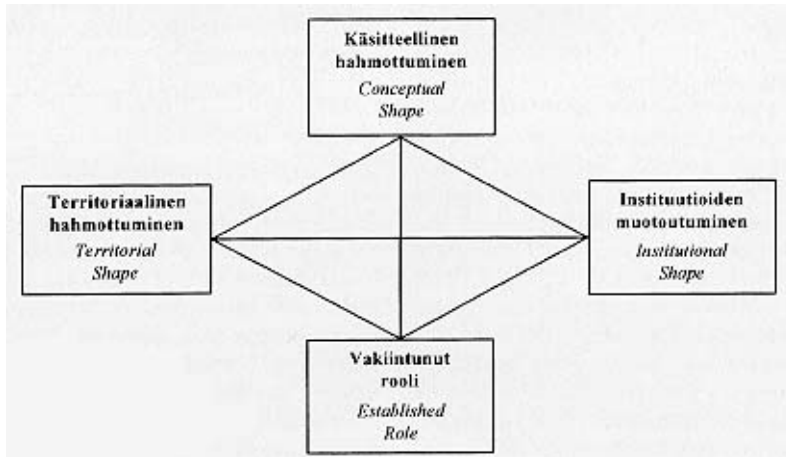 Käsitteellinen
hahmottuminen
Conceptual
Shape
Territoriaalinen
hahmottuminen
Territorial
Shape
Instituutioiden
muotoutuminen
Institutional
Shape
Vakiintunut
rooli
Established
Role